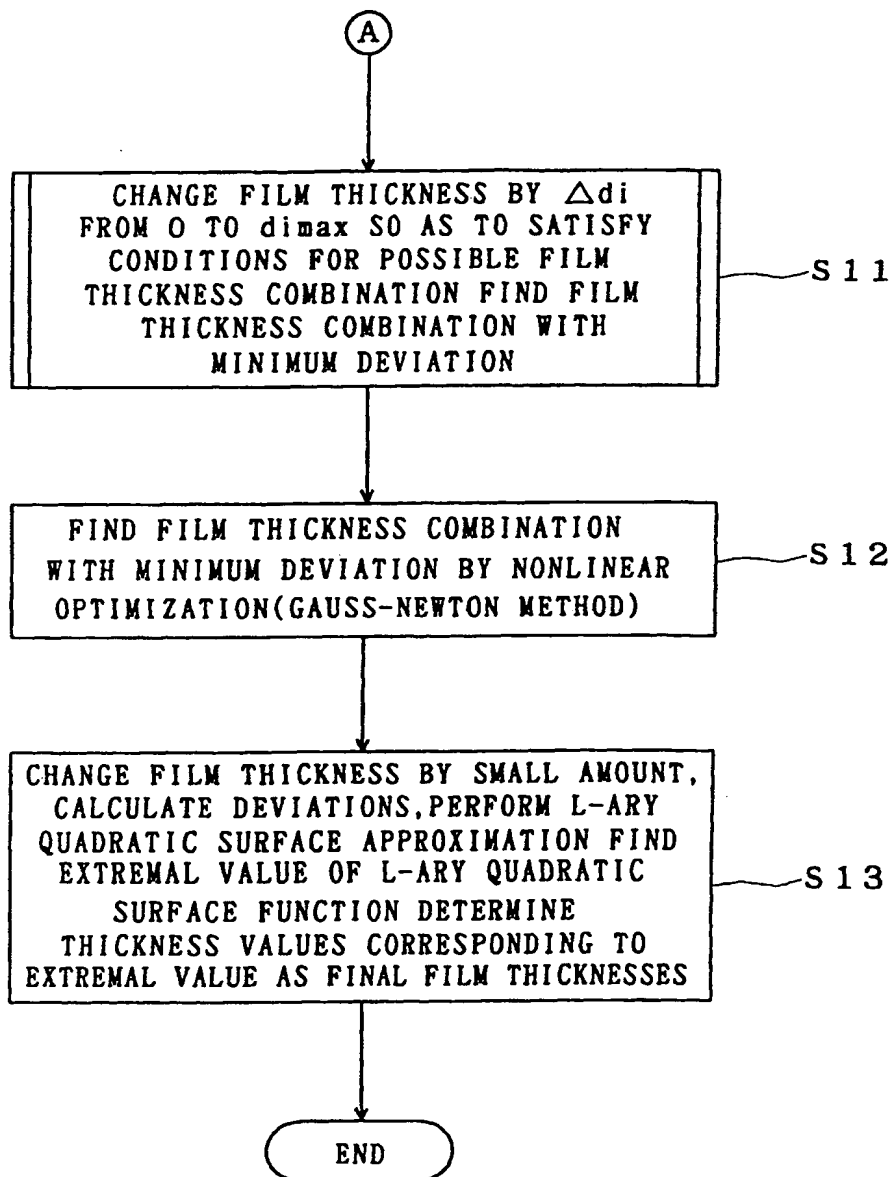 A
CHANGE FILM THICKNESS BY △di
FROM 0 TO dimax SO AS TO SATISFY
CONDITIONS FOR POSSIBLE FILM
THICKNESS COMBINATION FIND FILM
THICKNESS COMBINATION WITH
MINIMUM DEVIATION
S11
FIND FILM THICKNESS COMBINATION
WITH MINIMUM DEVIATION BY NONLINEAR
OPTIMIZATION(GAUSS-NEWTON METHOD)
S12
CHANGE FILM THICKNESS BY SMALL AMOUNT,
CALCULATE DEVIATIONS,PERFORM L-ARY
QUADRATIC SURFACE APPROXIMATION FIND
EXTREMAL VALUE OF L-ARY QUADRATIC
SURFACE FUNCTION DETERMINE
THICKNESS VALUES CORRESPONDING TO
EXTREMAL VALUE AS FINAL FILM THICKNESSES
S13
END